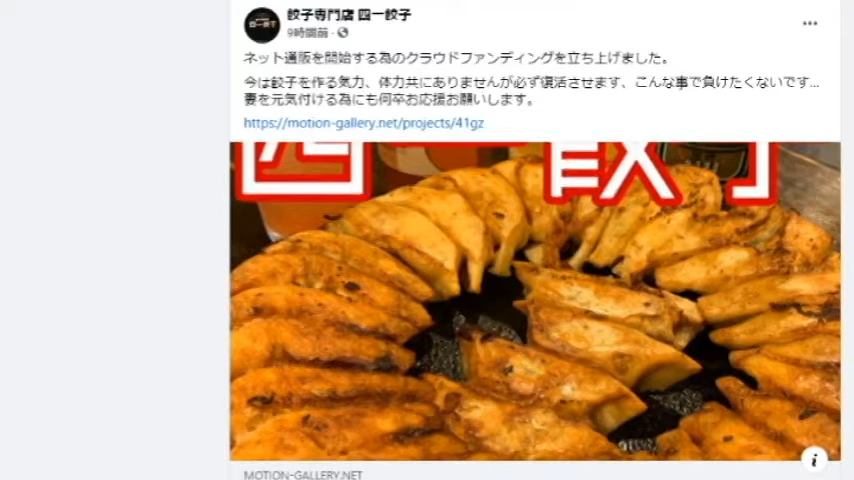 餃子専門店 四一餃子
9時間前
ネット通販を開始する為のクラウドファンディングを立ち上げました。
今は餃子を作る気力、体力共にありませんが必ず復活させます、こんな事で負けたくないです...
妻を元気付ける為にも何卒お応援お願いします。
https://motion-gallery.net/projects/41gz
四一餃子
MOTION-GALLERY.NET